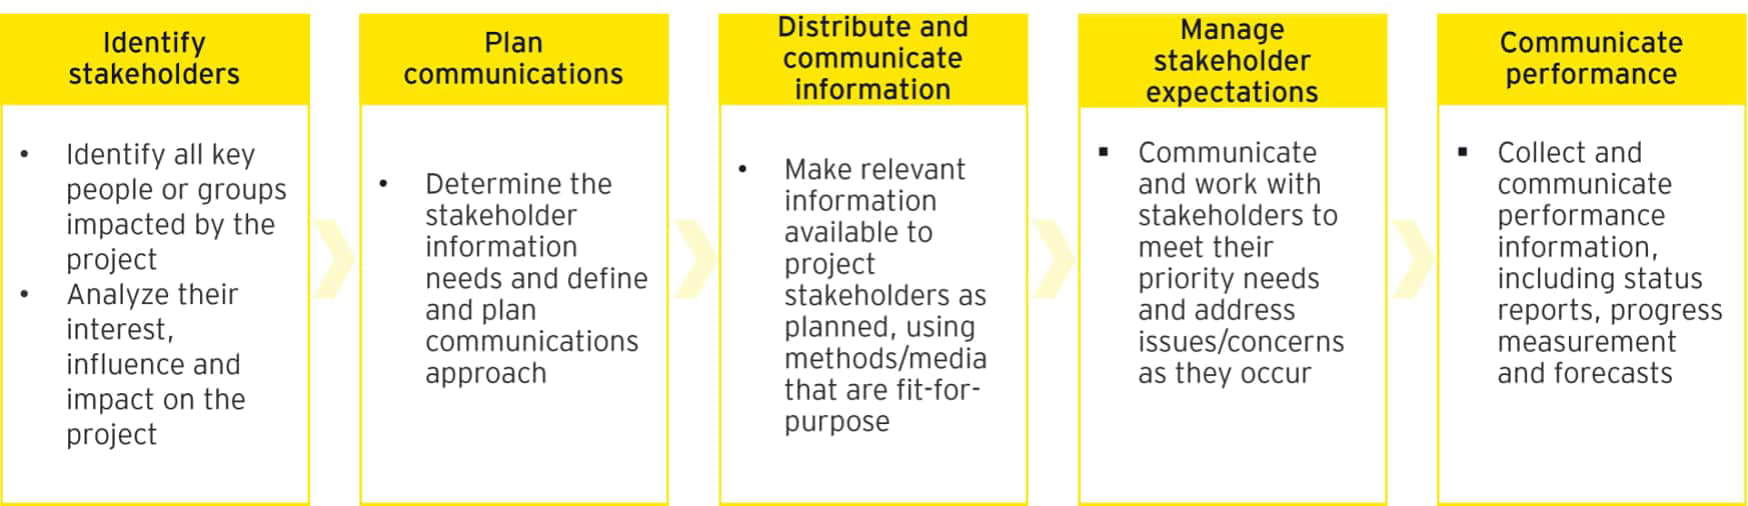 Identify
stakeholders
• Identify all key
people or groups
impacted by the
project
• Analyze their
interest,
influence and
impact on the
project
Plan
communications
• Determine the
stakeholder
information
needs and define
and plan
communications
approach
Distribute and
communicate
information
• Make relevant
information
available to
project
stakeholders as
planned, using
methods/media
that are fit-for-
purpose
Manage
stakeholder
expectations
▪ Communicate
and work with
stakeholders to
meet their
priority needs
and address
issues/concerns
as they occur
Communicate
performance
▪ Collect and
communicate
performance
information,
including status
reports, progress
measurement
and forecasts